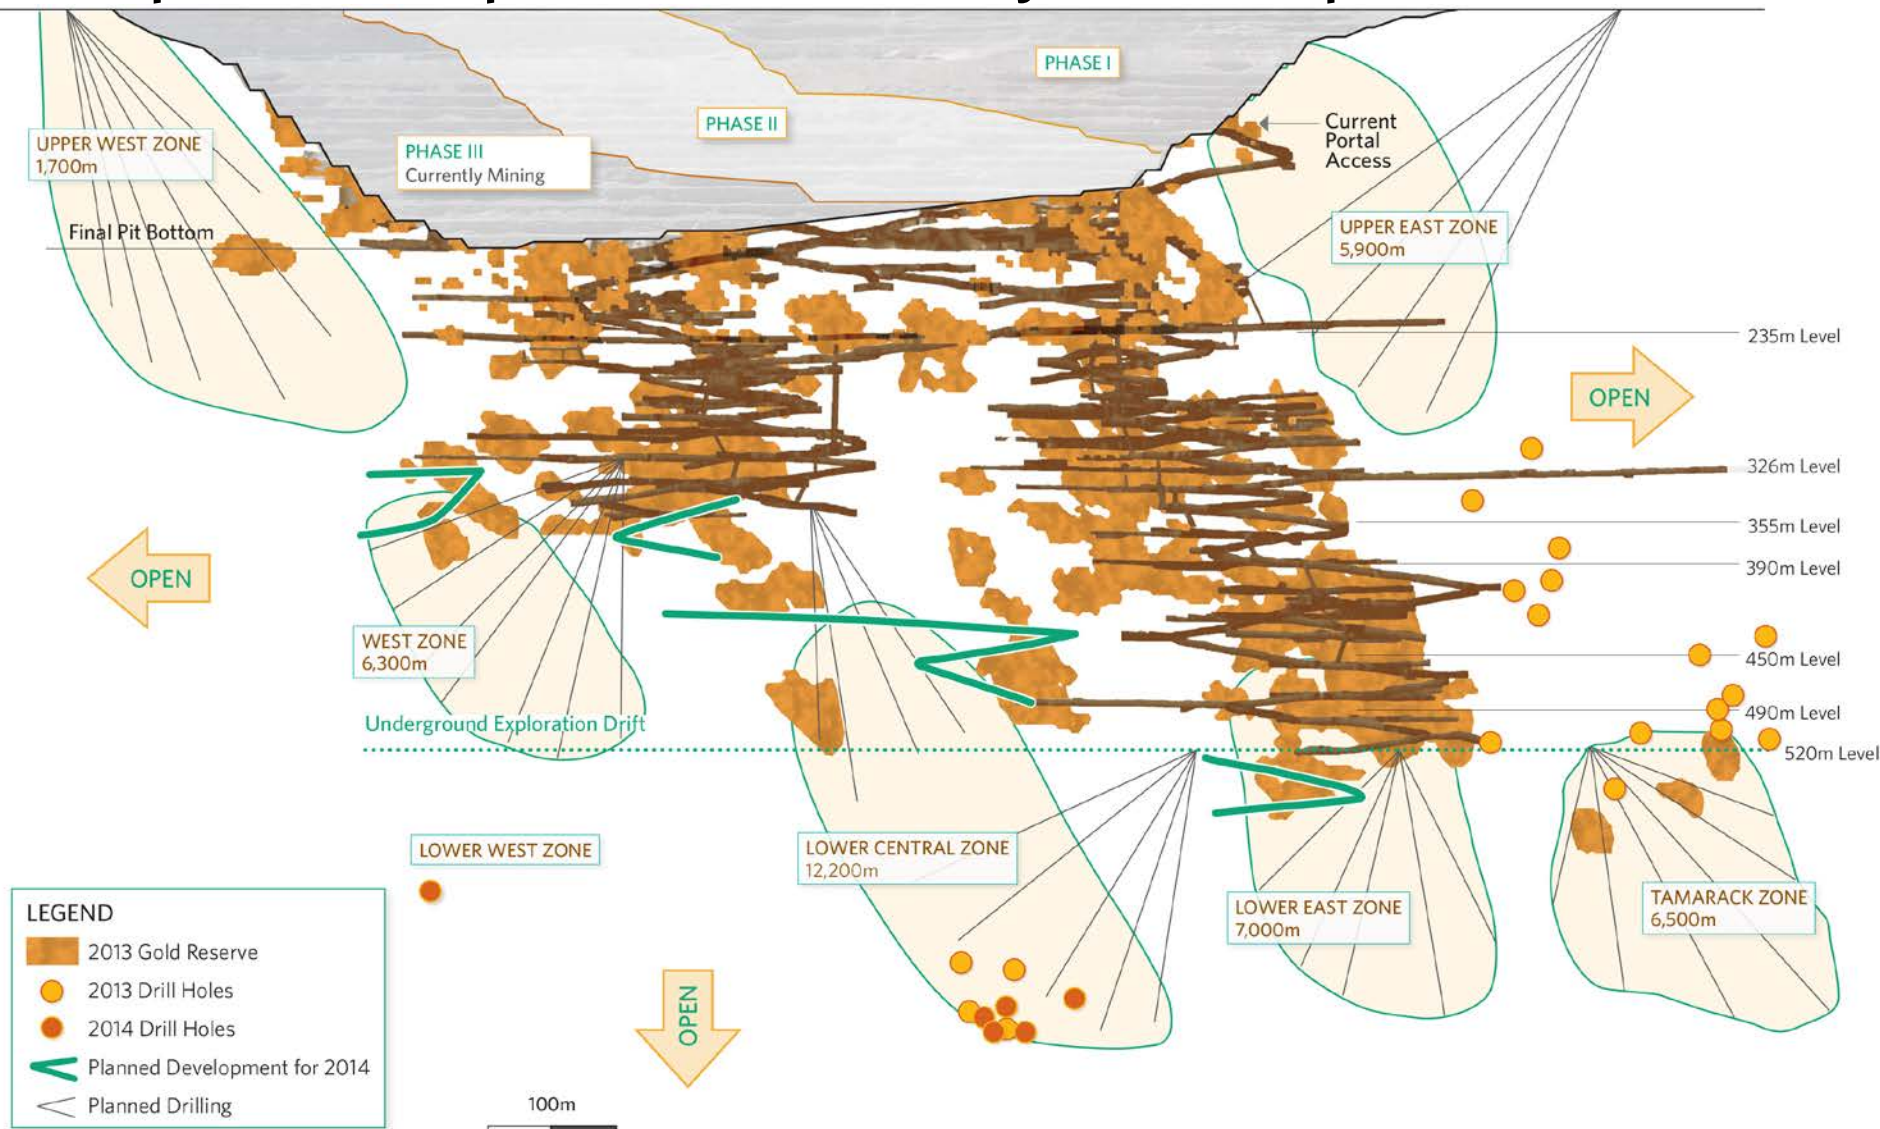 PHASE I
PHASE II
PHASE III
Currently Mining
UPPER WEST ZONE
1,700m
Final Pit Bottom
Current
Portal
Access
UPPER EAST ZONE
5,900m
235m Level
OPEN
326m Level
355m Level
390m Level
OPEN
WEST ZONE
6,300m
450m Level
490m Level
Underground Exploration Drift
520m Level
LOWER WEST ZONE
LOWER CENTRAL ZONE
12,200m
LOWER EAST ZONE
7,000m
TAMARACK ZONE
6,500m
OPEN
LEGEND
2013 Gold Reserve
2013 Drill Holes
2014 Drill Holes
Planned Development for 2014
Planned Drilling
100m